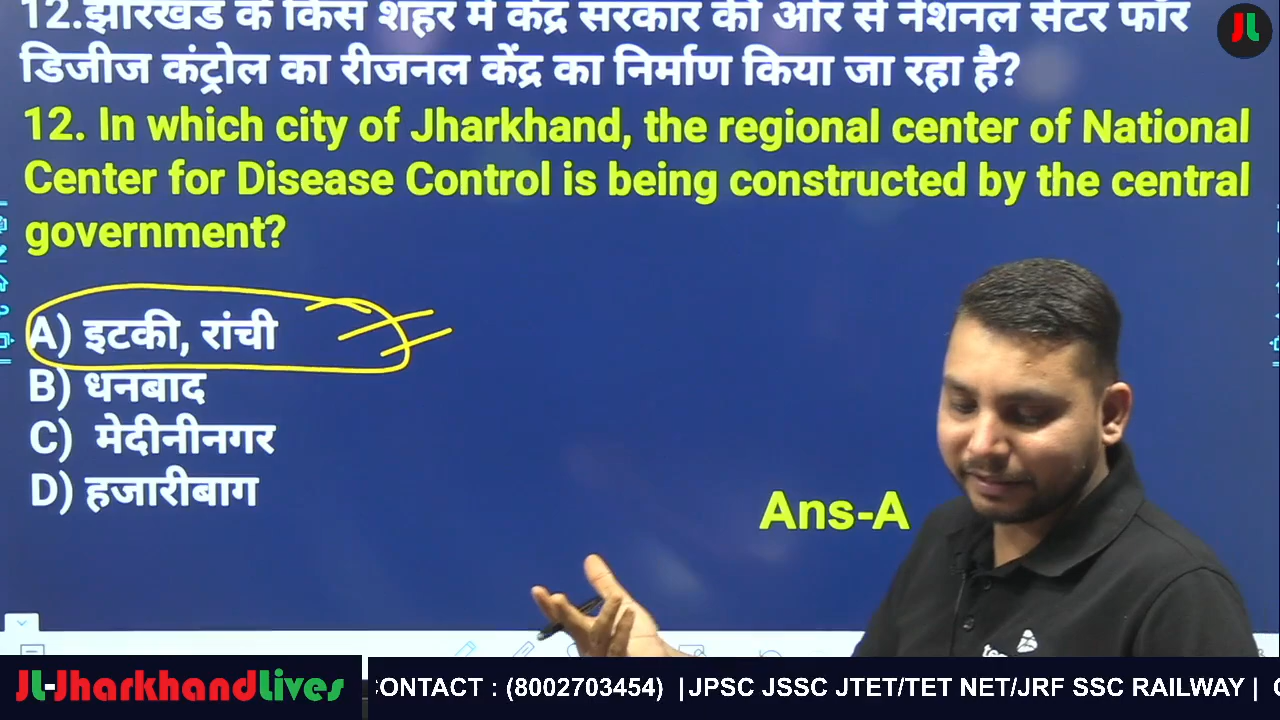 12.झारखंड के किस शहर में केंद्र सरकार की ओर से नेशनल सेंटर फॉर
डिजीज कंट्रोल का रीजनल केंद्र का निर्माण किया जा रहा है?
12. In which city of Jharkhand, the regional center of National
Center for Disease Control is being constructed by the central
government?
A) इटकी, रांची
B) धनबाद
C) मेदीनीनगर
D) हजारीबाग
Ans-A
JL
JL-JharkhandLives
CONTACT : (8002703454) |JPSC JSSC JTET/TET NET/JRF SSC RAILWAY |